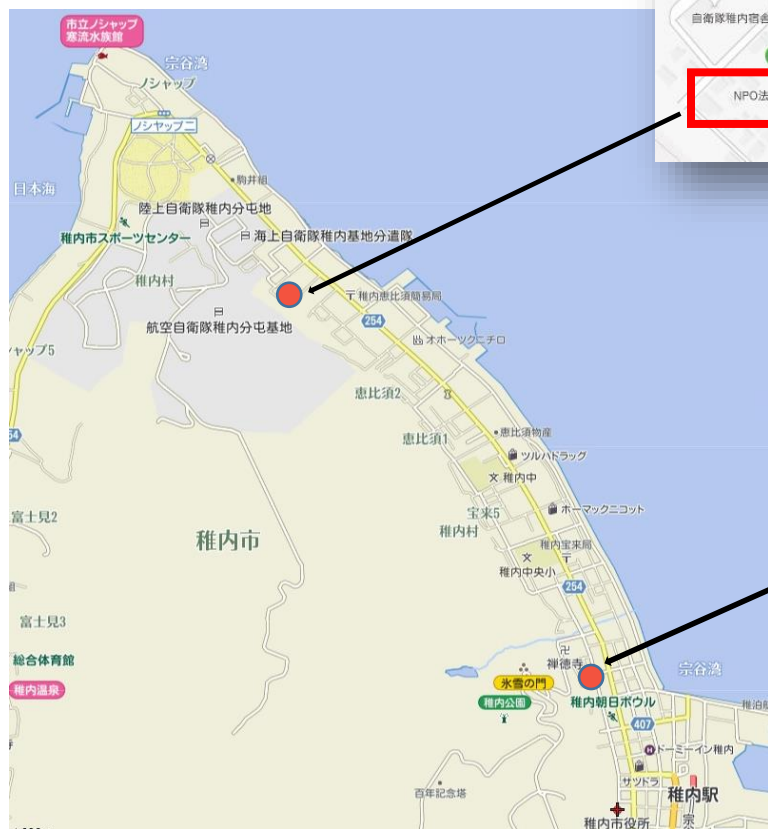 自衛隊稚内宿舎
NPO法
市立ノシャップ
寒流水族館
宗谷湾
ノシャップ
ノシャップ二
駒井組
日本海
陸上自衛隊稚内分屯地
稚内市スポーツセンター
海上自衛隊稚内基地分遣隊
稚内村
稚内恵比須簡易局
航空自衛隊稚内分屯基地
254
オホーツクニチロ
シャップ5
恵比須2
恵比須1
恵比須物産
ツルハドラッグ
稚内中
富士見2
宝来5
ホーマックニコット
稚内市
稚内村
稚内宝来局
稚内中央小
254
富士見3
禅徳寺
総合体育館
宗谷湾
氷雪の門
稚内温泉
稚内公園
稚内朝日ボウル
407
ドーミーイン稚内
サツドラ
百年記念塔
稚内駅
稚内市役所
宗